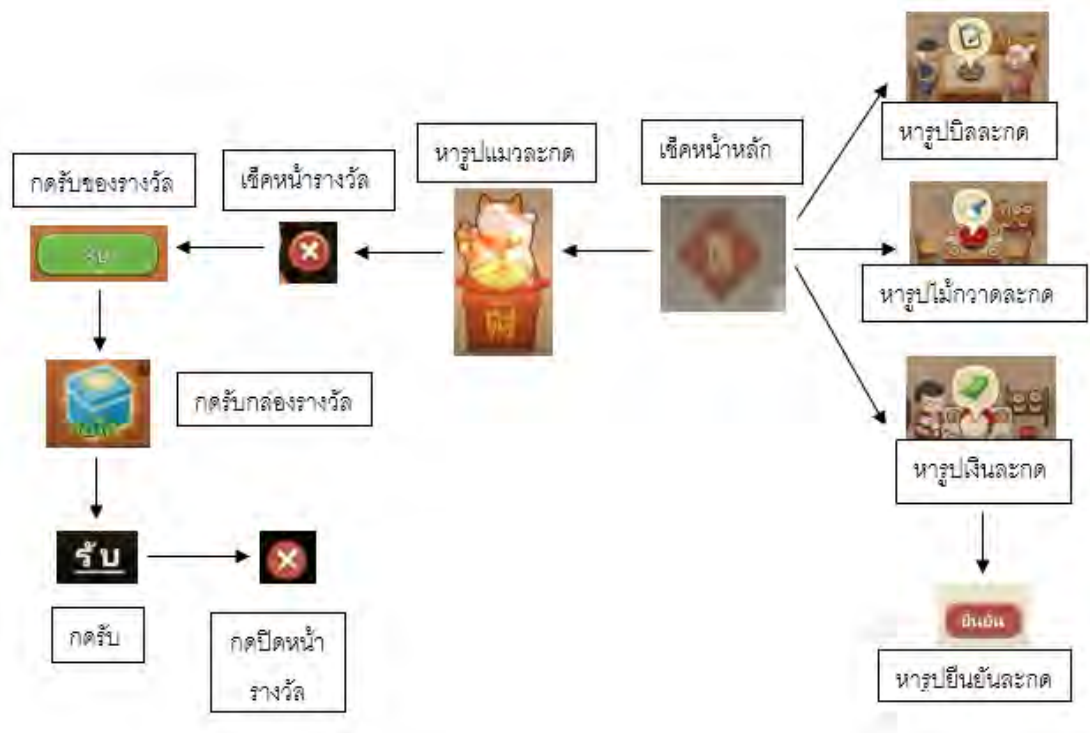 หารูปบิลละกด
หารูปแมวละกด
เช็คหน้าหลัก
กดรับของรางวัล
เช็คหน้ารางวัล
รับ
หารูปไม้กวาดละกด
กดรับกล่องรางวัล
หารูปเงินละกด
รับ
กดรับ
กดปิดหน้า
รางวัล
ยืนยัน
หารูปยืนยันละกด